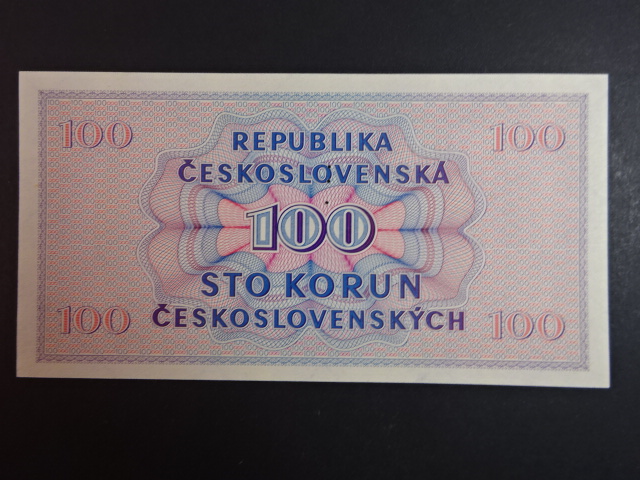 100 100
REPUBLIKA
ČESKOSLOVENSKÁ
100
STO KORUN
ČESKOSLOVENSKÝCH
100 100